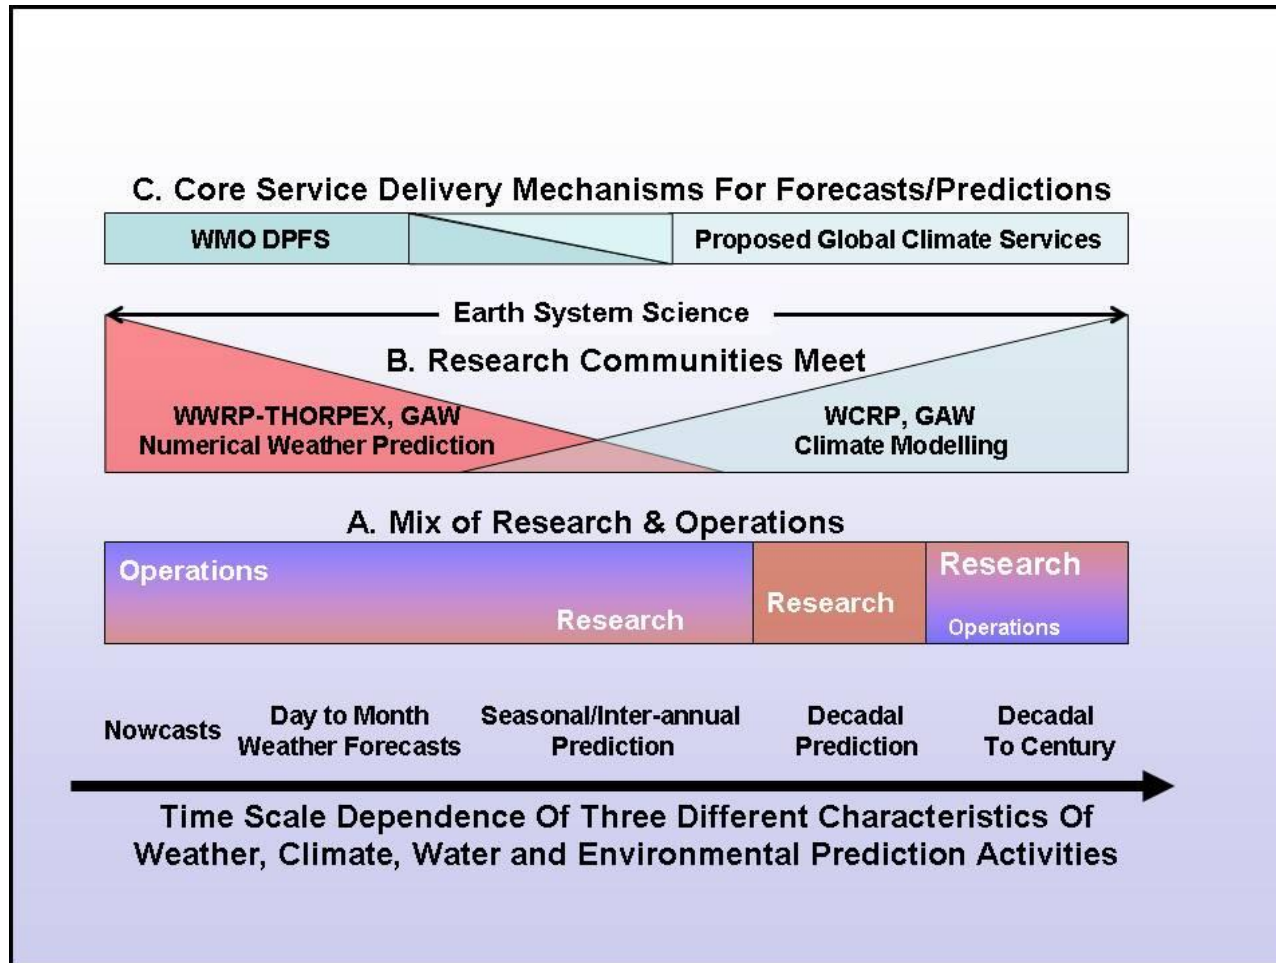 C. Core Service Delivery Mechanisms For Forecasts/Predictions
WMO DPFS
Proposed Global Climate Services
Earth System Science
B. Research Communities Meet
WWRP-THORPEX, GAW
Numerical Weather Prediction
WCRP, GAW
Climate Modelling
A. Mix of Research & Operations
Operations
Research
Research
Research
Operations
Nowcasts
Day to Month
Weather Forecasts
Seasonal/Inter-annual
Prediction
Decadal
Prediction
Decadal
To Century
Time Scale Dependence Of Three Different Characteristics Of
Weather, Climate, Water and Environmental Prediction Activities